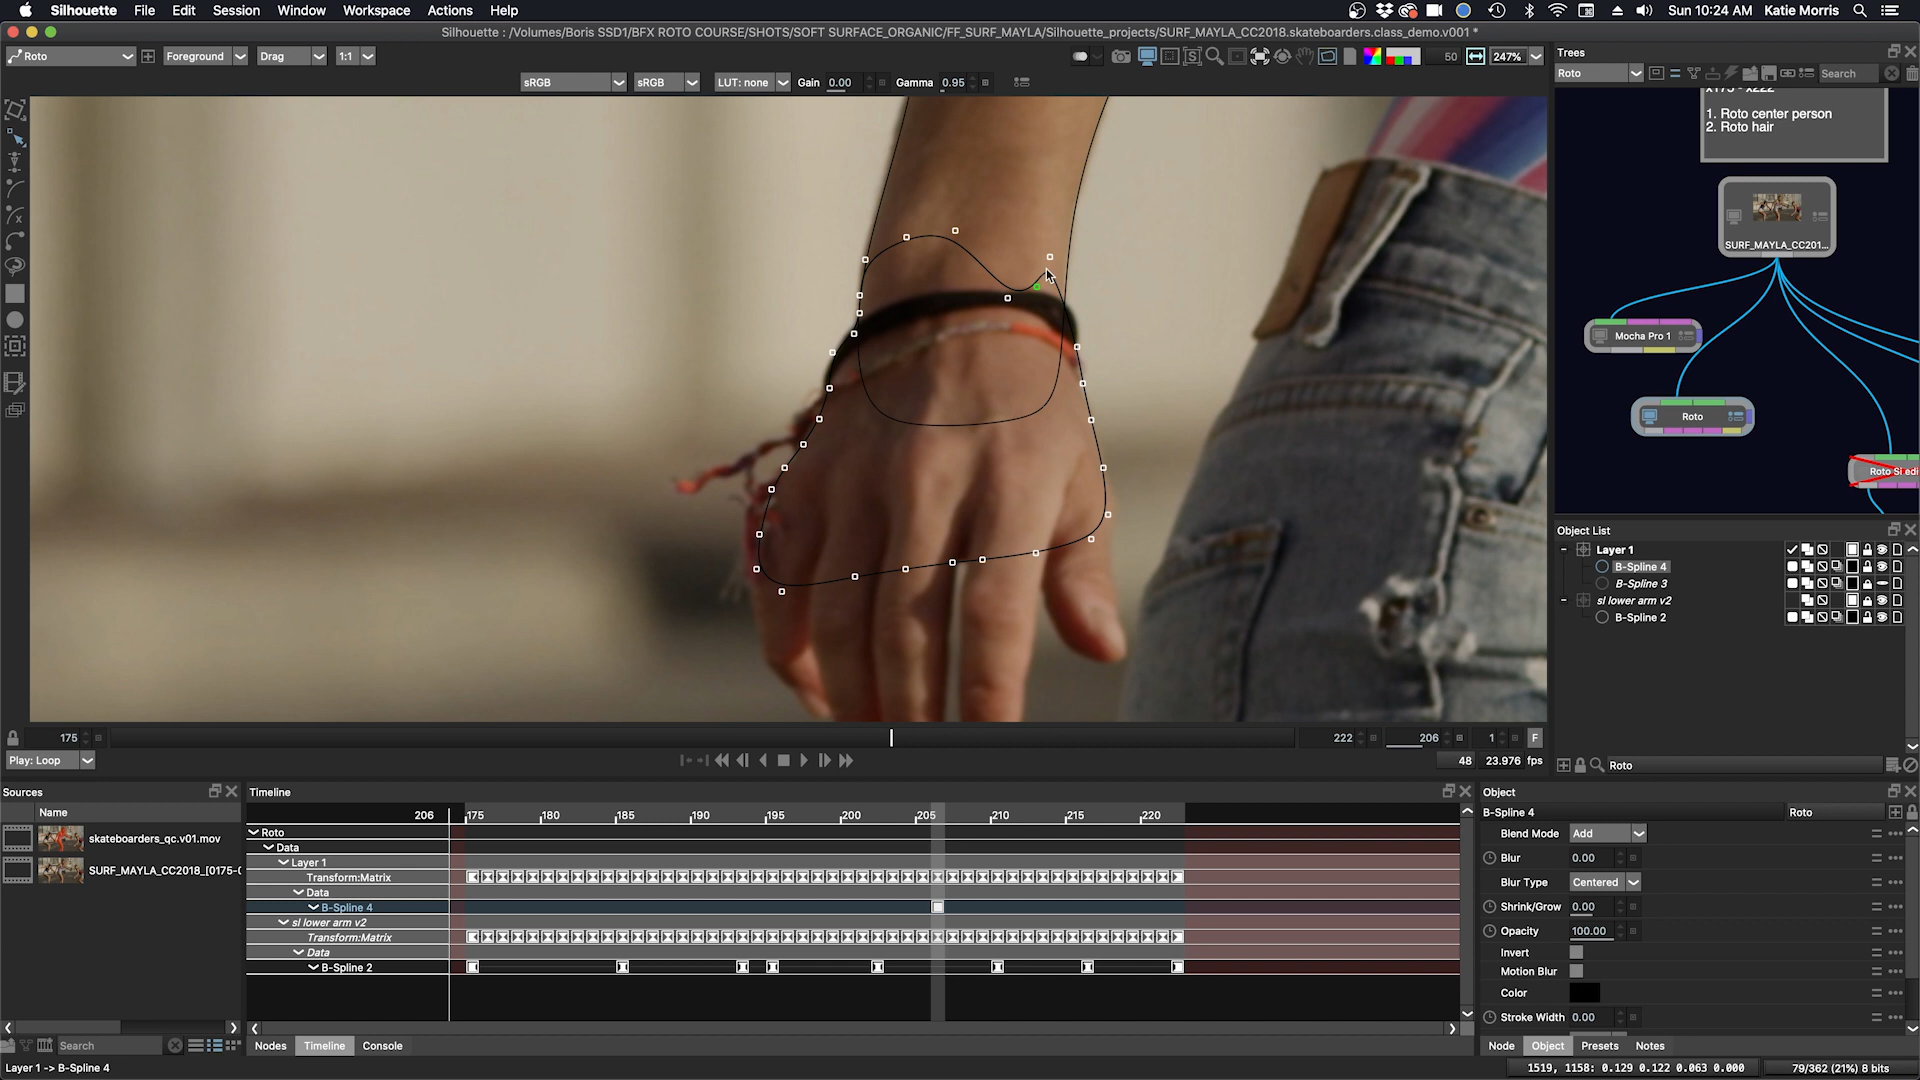 Silhouette File Edit Session Window Workspace Actions Help Sun 10:24 AM Katie Morris
Silhouette : /Volumes/Boris SSD1/BFX ROTO COURSE/SHOTS/SOFT SURFACE_ORGANIC/FF_SURF_MAYLA/Silhouette_projects/SURF_MAYLA_CC2018.skateboarders.class_demo.v001 *
Roto Foreground Drag 1:1 50 247%
sRGB sRGB LUT: none Gain 0.00 Gamma 0.95
Trees
Roto Search
X175 - X222
1. Roto center person
2. Roto hair
SURF_MAYLA_CC201...
Mocha Pro 1
Roto
Roto Sl edi
Object List
Layer 1
B-Spline 4
B-Spline 3
sl lower arm v2
B-Spline 2
Roto
175 222 206 1 F
Play: Loop 48 23.976 fps
Sources
Name
skateboarders_qc.v01.mov
SURF_MAYLA_CC2018_[0175-0
Search
Timeline
206 175 180 185 190 195 200 205 210 215 220
Roto
Data
Layer 1
Transform:Matrix
Data
B-Spline 4
sl lower arm v2
Transform:Matrix
Data
B-Spline 2
Nodes Timeline Console
Object
B-Spline 4 Roto
Blend Mode Add
Blur 0.00
Blur Type Centered
Shrink/Grow 0.00
Opacity 100.00
Invert
Motion Blur
Color
Stroke Width 0.00
Node Object Presets Notes
Layer 1 -> B-Spline 4 1519, 1158: 0.129 0.122 0.063 0.000 79/362 (21%) 8 bits